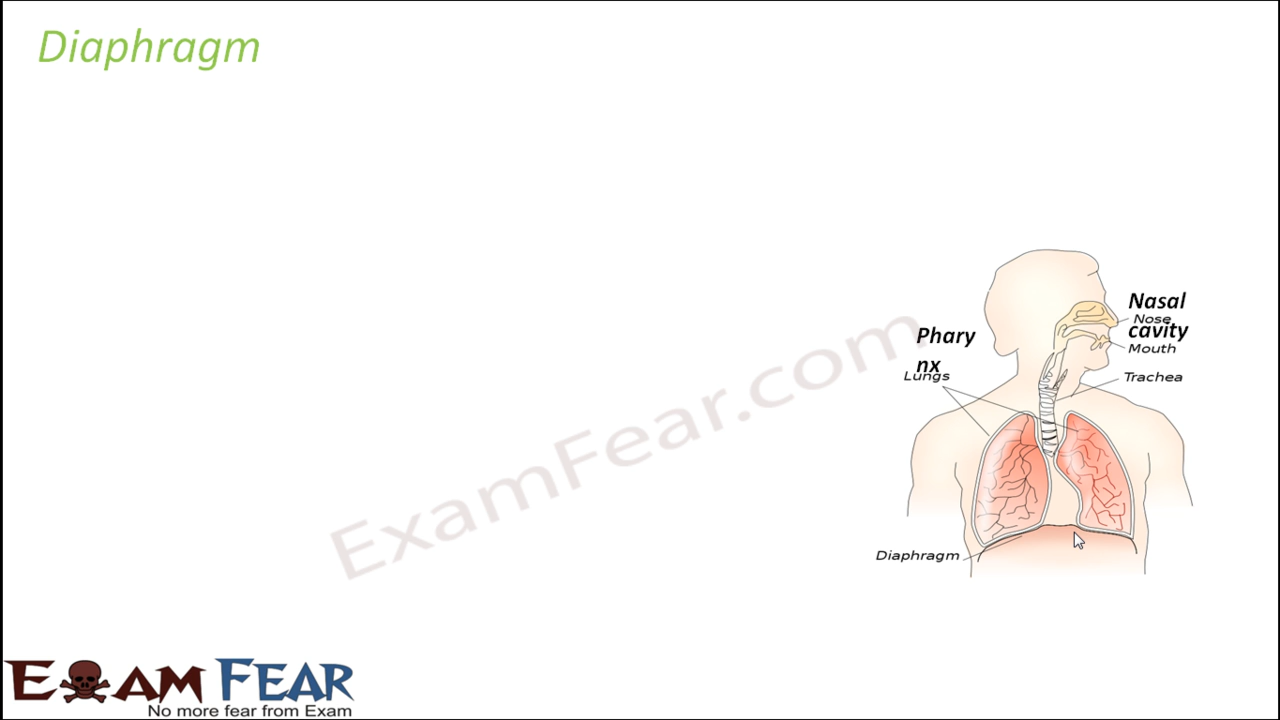 Diaphragm
Nasal
Nose
cavity
Mouth
Phary
nx
Lungs
Trachea
Diaphragm
ExamFear.com
EXAM FEAR
No more fear from Exam